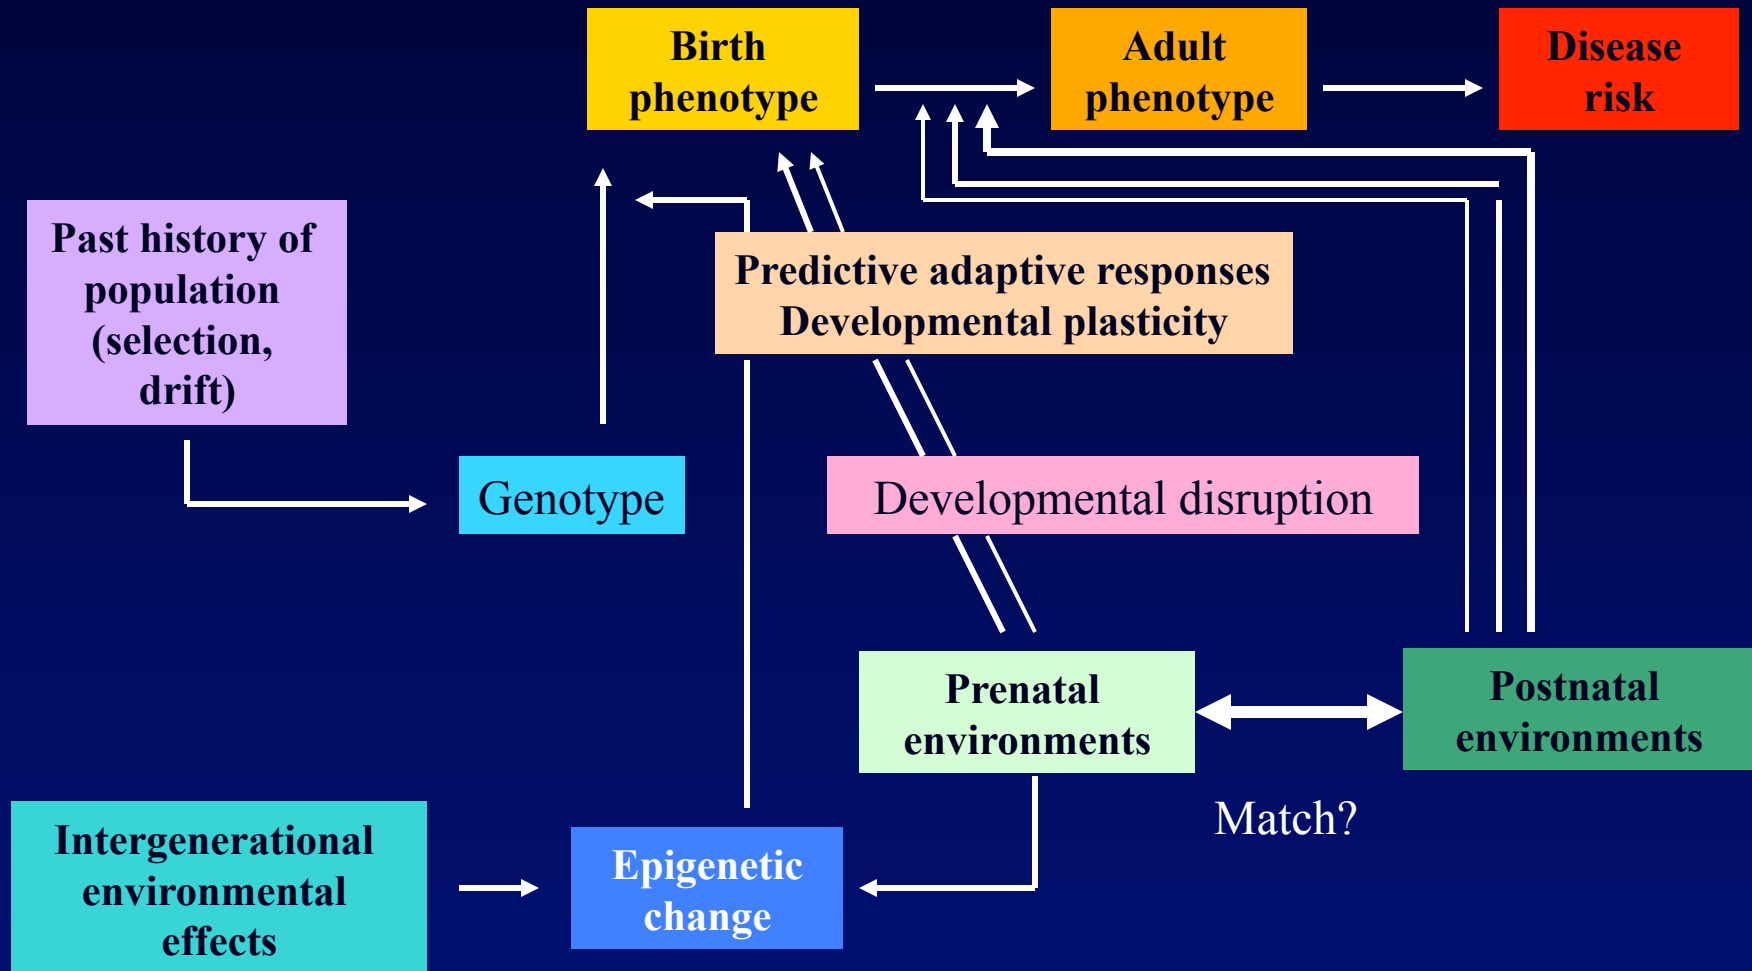 Birth
phenotype
Adult
phenotype
Disease
risk
Past history of
population
(selection,
drift)
Predictive adaptive responses
Developmental plasticity
Genotype
Developmental disruption
Prenatal
environments
Postnatal
environments
Match?
Intergenerational
environmental
effects
Epigenetic
change